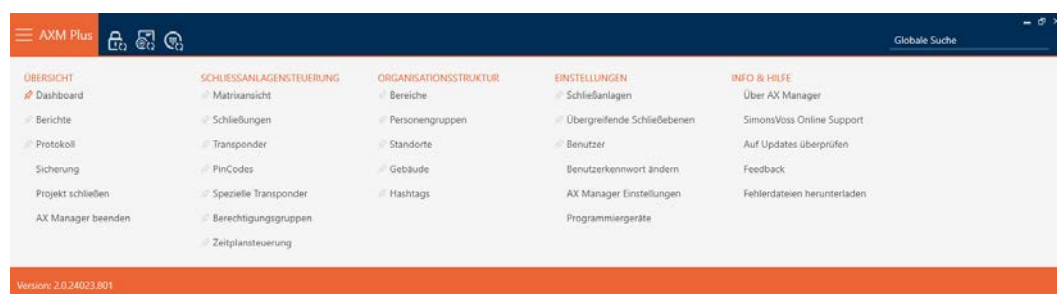 AXM Plus
Globale Suche
ÜBERSICHT
Dashboard
Berichte
Protokoll
Sicherung
Projekt schließen
AX Manager beenden
SCHLIESSANLAGENSTEUERUNG
Matrixansicht
Schließungen
Transponder
PinCodes
Spezielle Transponder
Berechtigungsgruppen
Zeitplansteuerung
ORGANISATIONSSTRUKTUR
Bereiche
Personengruppen
Standorte
Gebäude
Hashtags
EINSTELLUNGEN
Schließanlagen
Übergreifende Schließebenen
Benutzer
Benutzerkennwort ändern
AX Manager Einstellungen
Programmiergeräte
INFO & HILFE
Über AX Manager
SimonsVoss Online Support
Auf Updates überprüfen
Feedback
Fehlerdateien herunterladen
Version: 2.0.24023.801